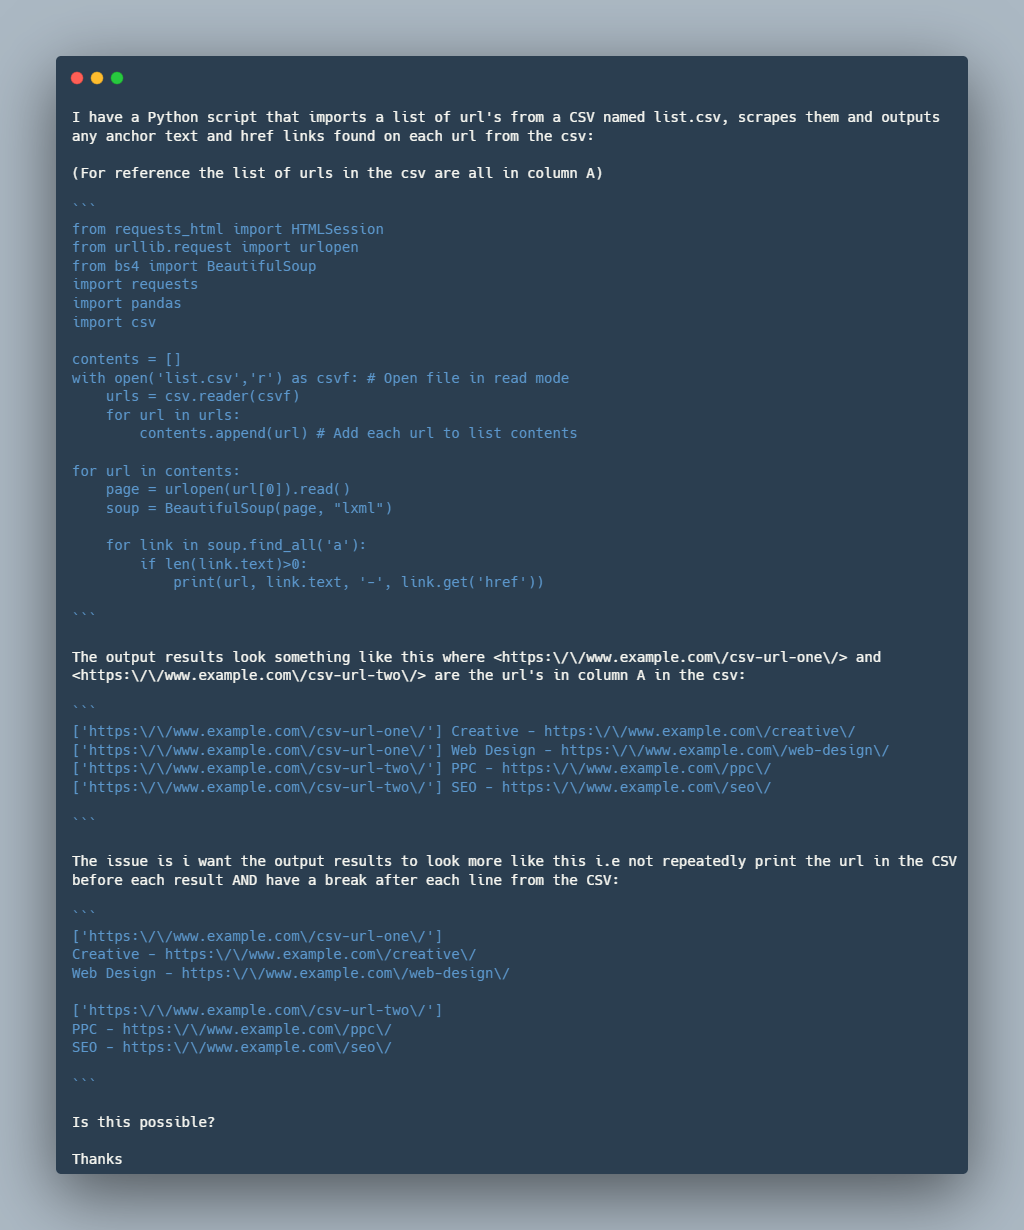 I have a Python script that imports a list of url's from a CSV named list.csv, scrapes them and outputs
any anchor text and href links found on each url from the csv:

(For reference the list of urls in the csv are all in column A)

```
from requests_html import HTMLSession
from urllib.request import urlopen
from bs4 import BeautifulSoup
import requests
import pandas
import csv

contents = []
with open('list.csv','r') as csvf: # Open file in read mode
    urls = csv.reader(csvf)
    for url in urls:
        contents.append(url) # Add each url to list contents

for url in contents:
    page = urlopen(url[0]).read()
    soup = BeautifulSoup(page, "lxml")

    for link in soup.find_all('a'):
        if len(link.text)>0:
            print(url, link.text, '-', link.get('href'))

```

The output results look something like this where <https:\/\/www.example.com\/csv-url-one\/> and
<https:\/\/www.example.com\/csv-url-two\/> are the url's in column A in the csv:

```
['https:\/\/www.example.com\/csv-url-one\/'] Creative - https:\/\/www.example.com\/creative\/
['https:\/\/www.example.com\/csv-url-one\/'] Web Design - https:\/\/www.example.com\/web-design\/
['https:\/\/www.example.com\/csv-url-two\/'] PPC - https:\/\/www.example.com\/ppc\/
['https:\/\/www.example.com\/csv-url-two\/'] SEO - https:\/\/www.example.com\/seo\/

```

The issue is i want the output results to look more like this i.e not repeatedly print the url in the CSV
before each result AND have a break after each line from the CSV:

```
['https:\/\/www.example.com\/csv-url-one\/']
Creative - https:\/\/www.example.com\/creative\/
Web Design - https:\/\/www.example.com\/web-design\/

['https:\/\/www.example.com\/csv-url-two\/']
PPC - https:\/\/www.example.com\/ppc\/
SEO - https:\/\/www.example.com\/seo\/

```

Is this possible?

Thanks